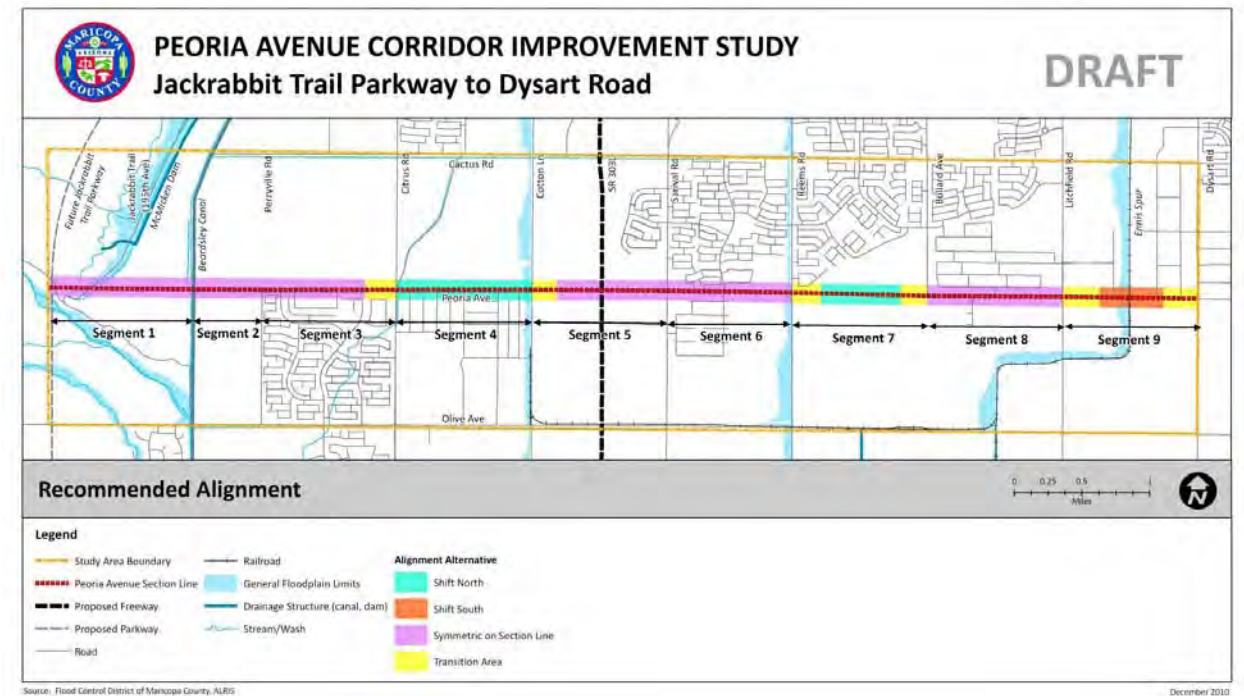 MARICOPA
ARIZONA
COUNTY
PEORIA AVENUE CORRIDOR IMPROVEMENT STUDY
Jackrabbit Trail Parkway to Dysart Road
DRAFT
Future Jackrabbit
Trail Parkway
Jackrabbit Trail
(195th Ave)
McMicken Dam
Beardsley Canal
Perryville Rd
Citrus Rd
Cactus Rd
Cotton Ln
SR 303L
Sarival Rd
Reems Rd
Bullard Ave
Litchfield Rd
Ennis Spur
Dysart Rd
Peoria Ave
Segment 1
Segment 2
Segment 3
Segment 4
Segment 5
Segment 6
Segment 7
Segment 8
Segment 9
Olive Ave
Recommended Alignment
0 0.25 0.5 1
Miles
N
Legend
Study Area Boundary
Peoria Avenue Section Line
Proposed Freeway
Proposed Parkway
Road
Railroad
General Floodplain Limits
Drainage Structure (canal, dam)
Stream/Wash
Alignment Alternative
Shift North
Shift South
Symmetric on Section Line
Transition Area
Source: Flood Control District of Maricopa County, ALRIS
December 2010